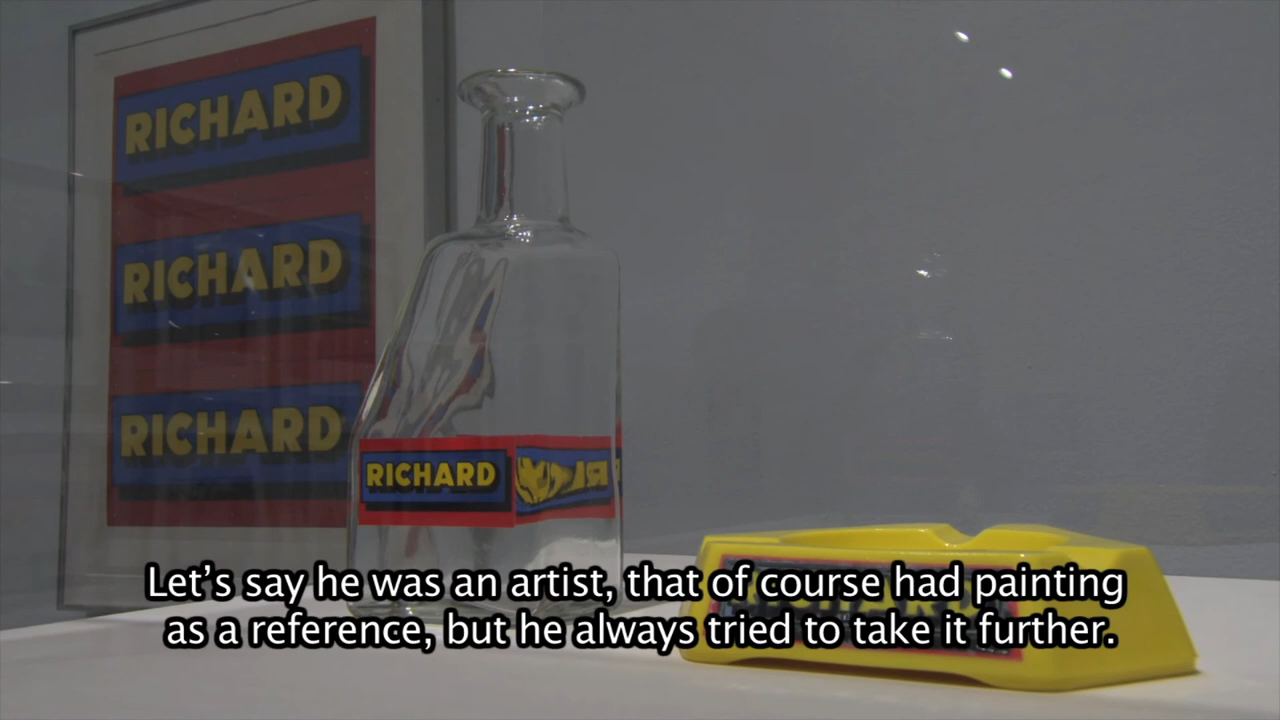 RICHARD
RICHARD
RICHARD
RICHARD
Let's say he was an artist, that of course had painting
as a reference, but he always tried to take it further.